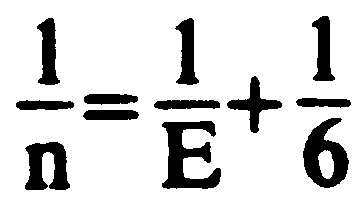 1/n = 1/E + 1/6